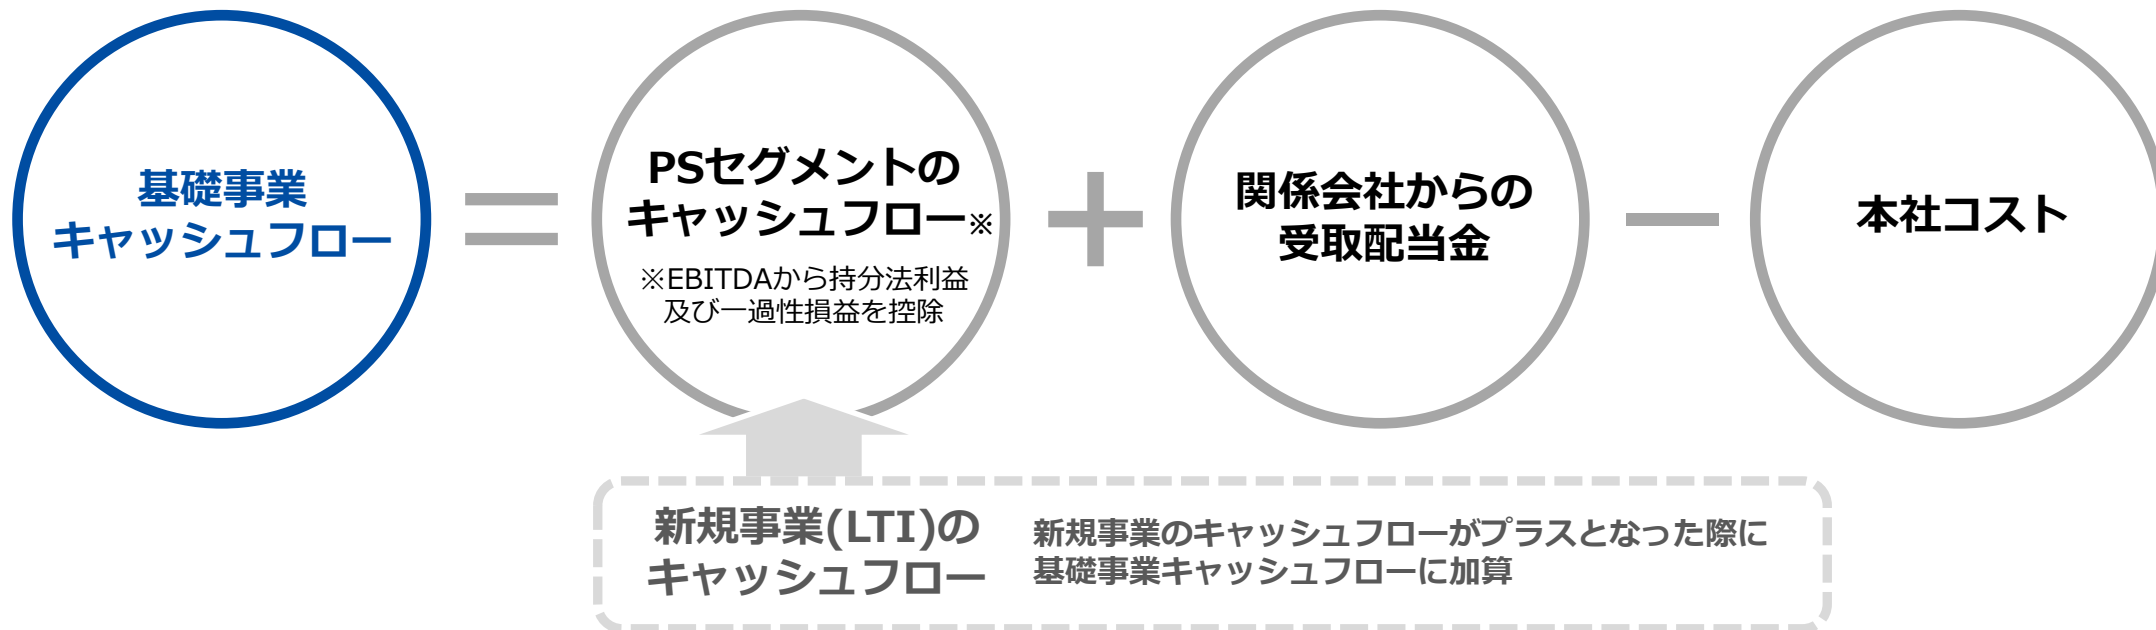 基礎事業
キャッシュフロー
PSセグメントの
キャッシュフロー※
※EBITDAから持分法利益
及び一過性損益を控除
関係会社からの
受取配当金
本社コスト
新規事業(LTI)の
キャッシュフロー
新規事業のキャッシュフローがプラスとなった際に
基礎事業キャッシュフローに加算